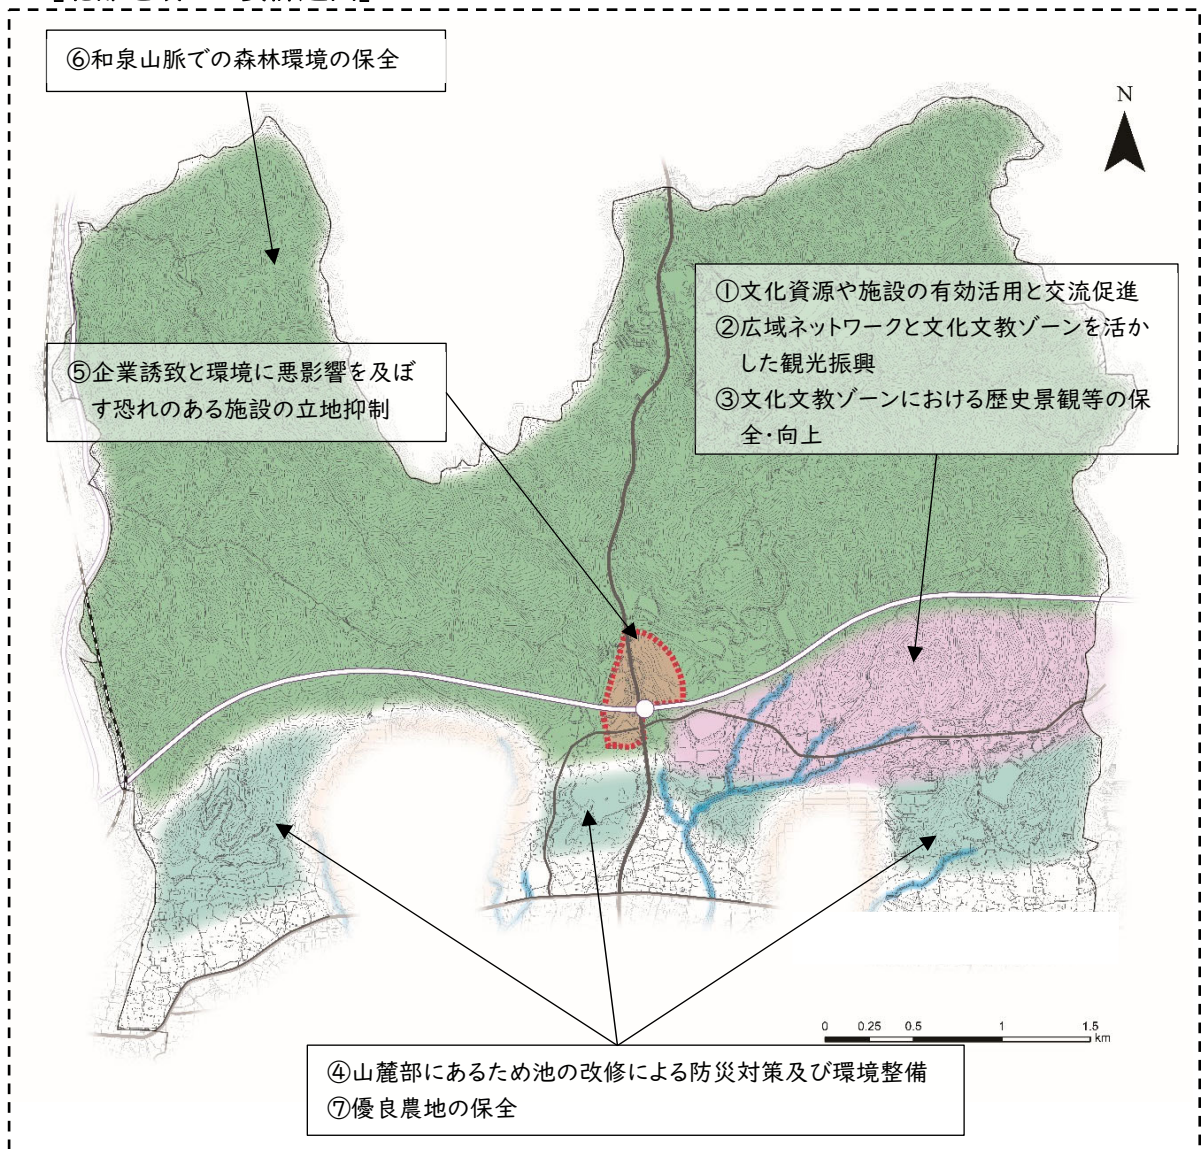 ⑥和泉山脈での森林環境の保全
N
①文化資源や施設の有効活用と交流促進
②広域ネットワークと文化文教ゾーンを活か
した観光振興
③文化文教ゾーンにおける歴史景観等の保
全・向上
⑤企業誘致と環境に悪影響を及ぼ
す恐れのある施設の立地抑制
0 0.25 0.5 1 1.5
km
④山麓部にあるため池の改修による防災対策及び環境整備
⑦優良農地の保全